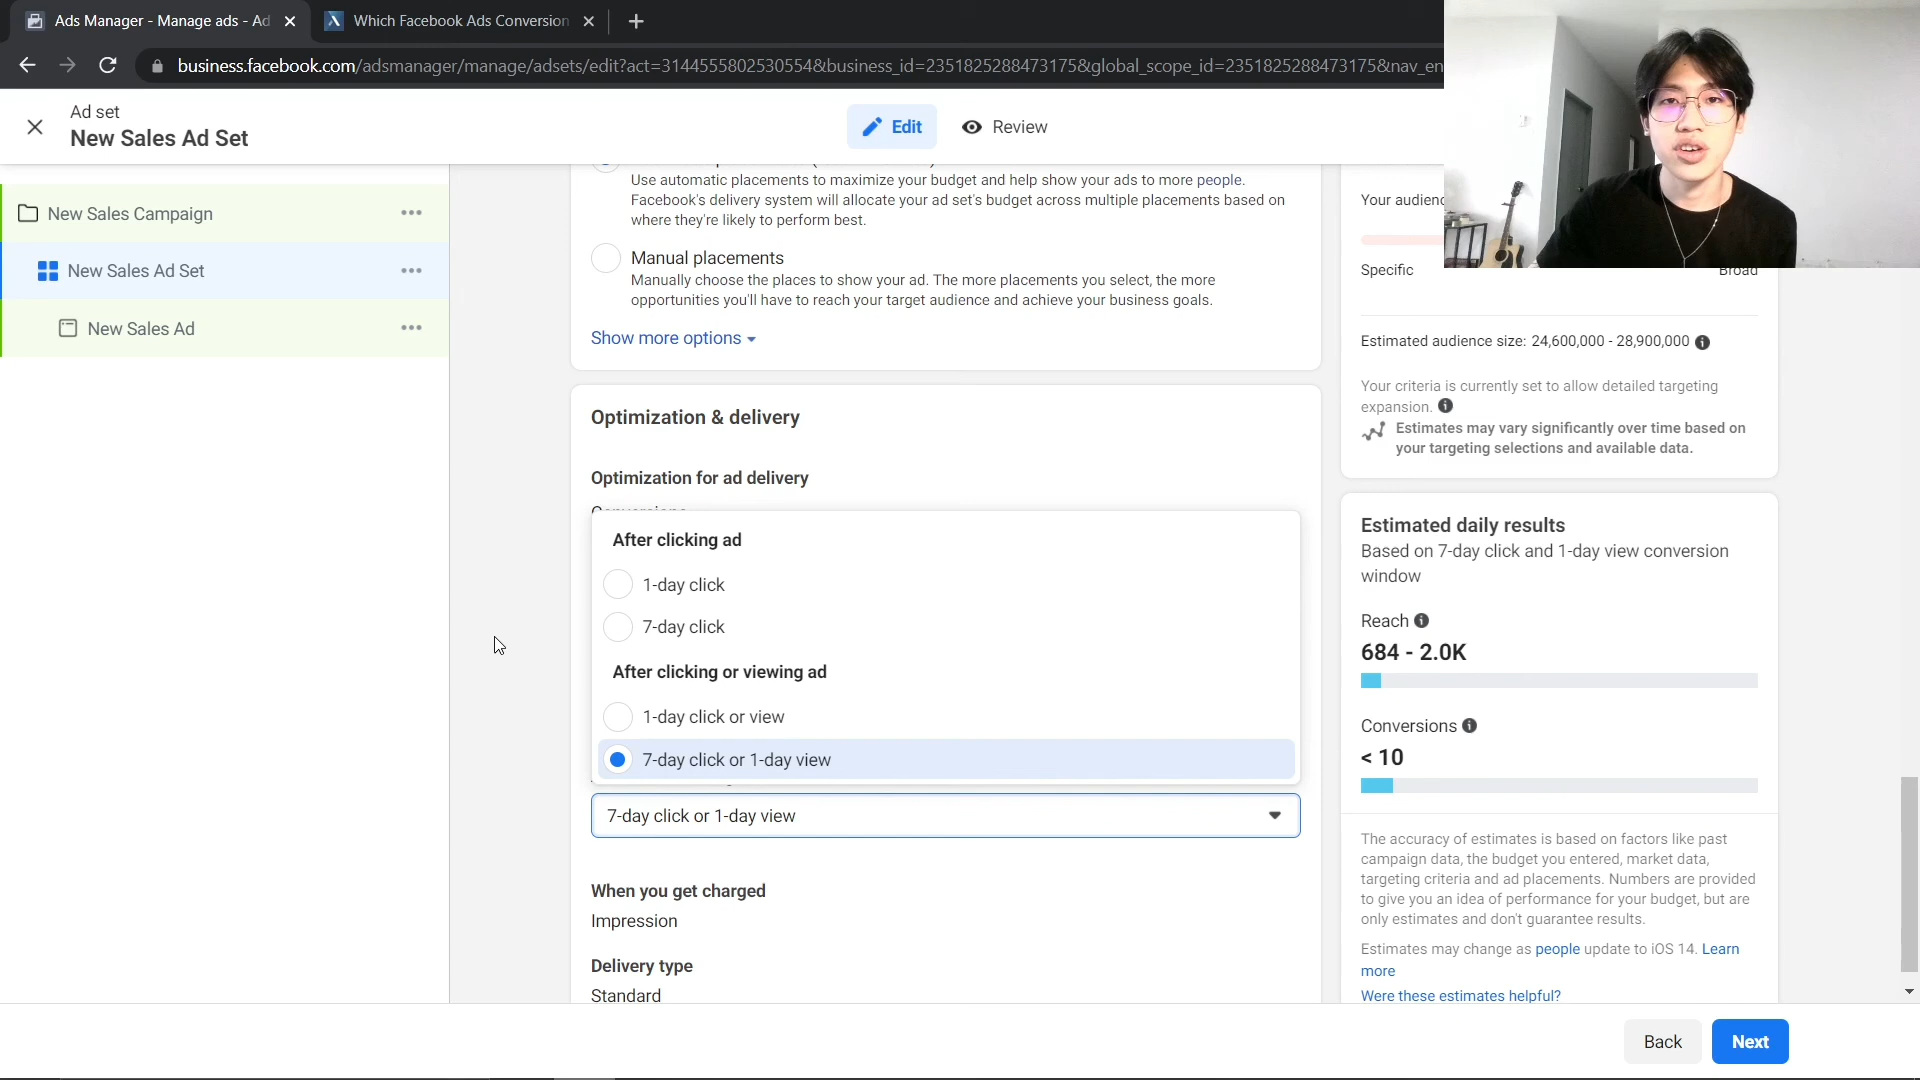 Ads Manager - Manage ads - Ad
Which Facebook Ads Conversion
business.facebook.com/adsmanager/manage/adsets/edit?act=3144555802530554&business_id=2351825288473175&global_scope_id=2351825288473175&nav_en
Ad set
New Sales Ad Set
Edit
Review
New Sales Campaign
New Sales Ad Set
New Sales Ad
Use automatic placements to maximize your budget and help show your ads to more people.
Facebook's delivery system will allocate your ad set's budget across multiple placements based on
where they're likely to perform best.
Manual placements
Manually choose the places to show your ad. The more placements you select, the more
opportunities you'll have to reach your target audience and achieve your business goals.
Show more options
Optimization & delivery
Optimization for ad delivery
After clicking ad
1-day click
7-day click
After clicking or viewing ad
1-day click or view
7-day click or 1-day view
7-day click or 1-day view
When you get charged
Impression
Delivery type
Standard
Your audienc
Specific
Broad
Estimated audience size: 24,600,000 - 28,900,000
Your criteria is currently set to allow detailed targeting
expansion.
Estimates may vary significantly over time based on
your targeting selections and available data.
Estimated daily results
Based on 7-day click and 1-day view conversion
window
Reach
684 - 2.0K
Conversions
< 10
The accuracy of estimates is based on factors like past
campaign data, the budget you entered, market data,
targeting criteria and ad placements. Numbers are provided
to give you an idea of performance for your budget, but are
only estimates and don't guarantee results.
Estimates may change as people update to iOS 14. Learn
more
Were these estimates helpful?
Back
Next